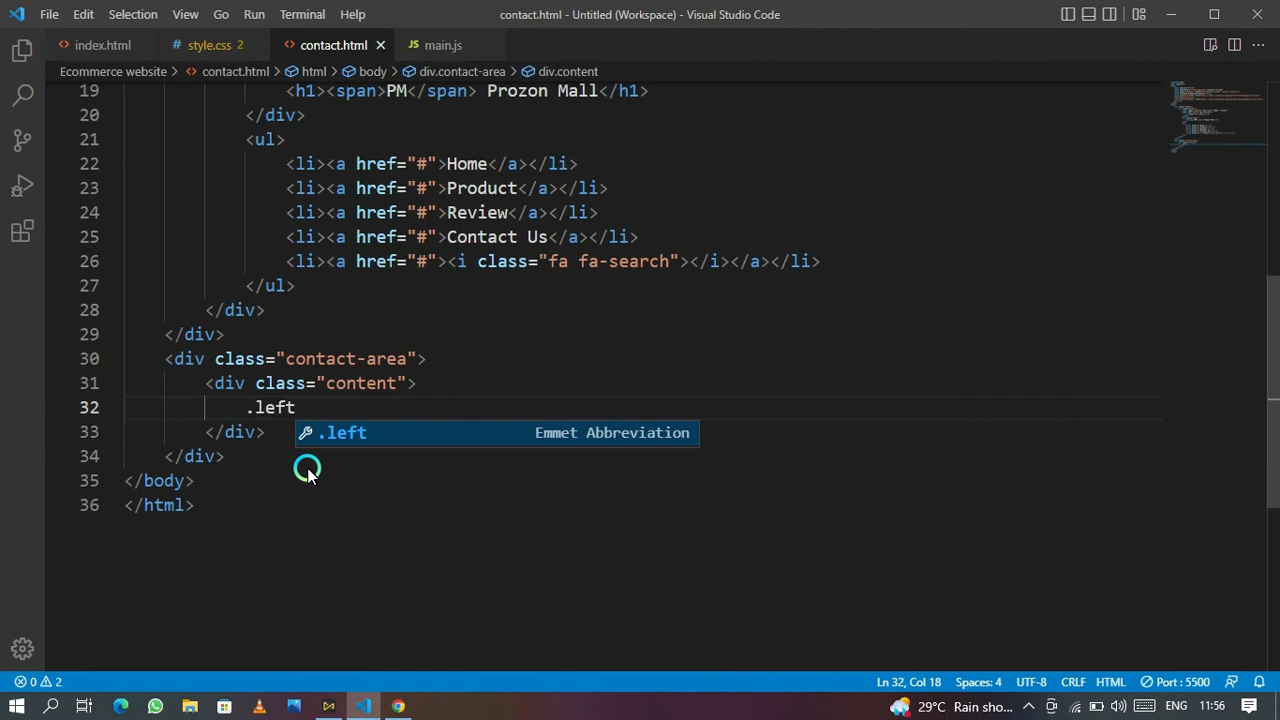 File Edit Selection View Go Run Terminal Help contact.html - Untitled (Workspace) - Visual Studio Code
index.html style.css 2 contact.html main.js
Ecommerce website > contact.html > html > body > div.contact-area > div.content
19 <h1><span>PM</span> Prozon Mall</h1>
20 </div>
21 <ul>
22 <li><a href="#">Home</a></li>
23 <li><a href="#">Product</a></li>
24 <li><a href="#">Review</a></li>
25 <li><a href="#">Contact Us</a></li>
26 <li><a href="#"><i class="fa fa-search"></i></a></li>
27 </ul>
28 </div>
29 </div>
30 <div class="contact-area">
31 <div class="content">
32 .left
33 </div> .left Emmet Abbreviation
34 </div>
35 </body>
36 </html>
0 2 Ln 32, Col 18 Spaces: 4 UTF-8 CRLF HTML Port : 5500
29°C Rain sho... ENG 11:56